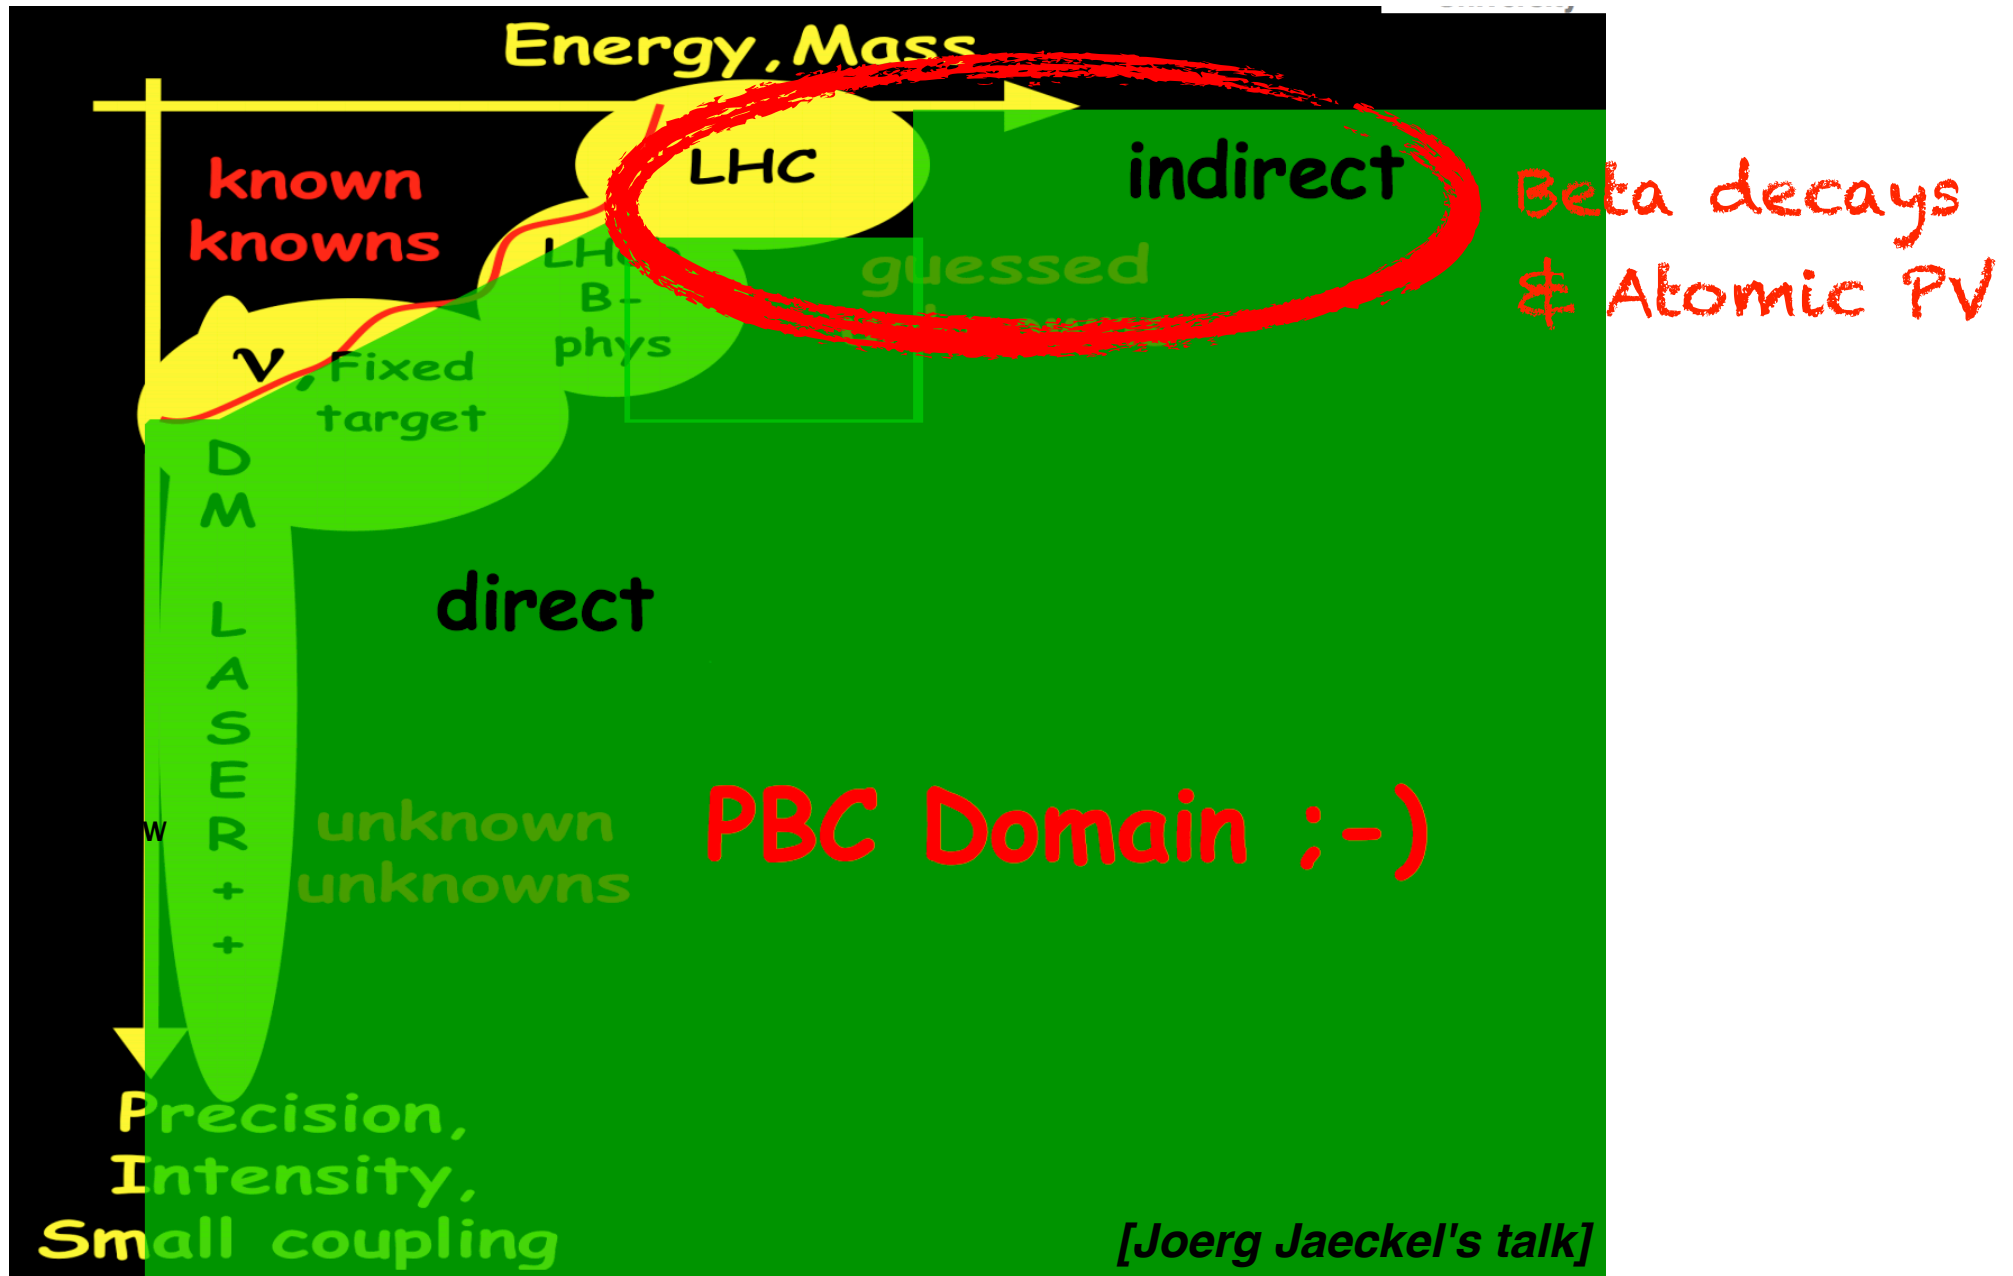 Energy,Mass
known
knowns
LHC
indirect
Beta decays
& Atomic PV
guessed
B-
phys
ν,Fixed
target
D
M
L
A
S
E
R
+
+
direct
PBC Domain ;-)
unknown
unknowns
w
Precision,
Intensity,
Small coupling
[Joerg Jaeckel's talk]